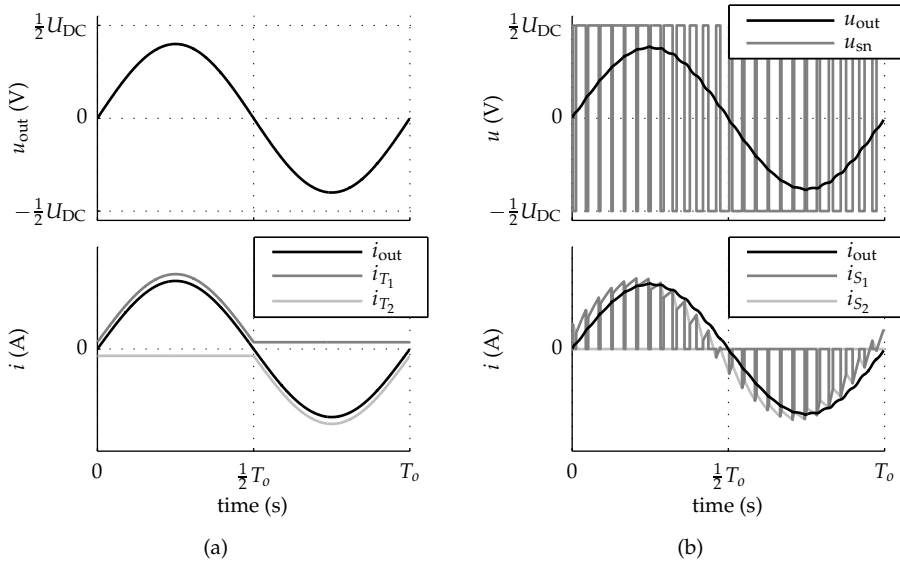 ½U_DC
0
−½U_DC
u_out (V)
i_out
i_T₁
i_T₂
0
i (A)
0
½T_o
T_o
time (s)
(a)
½U_DC
0
−½U_DC
u (V)
u_out
u_sn
i_out
i_S₁
i_S₂
0
i (A)
0
½T_o
T_o
time (s)
(b)